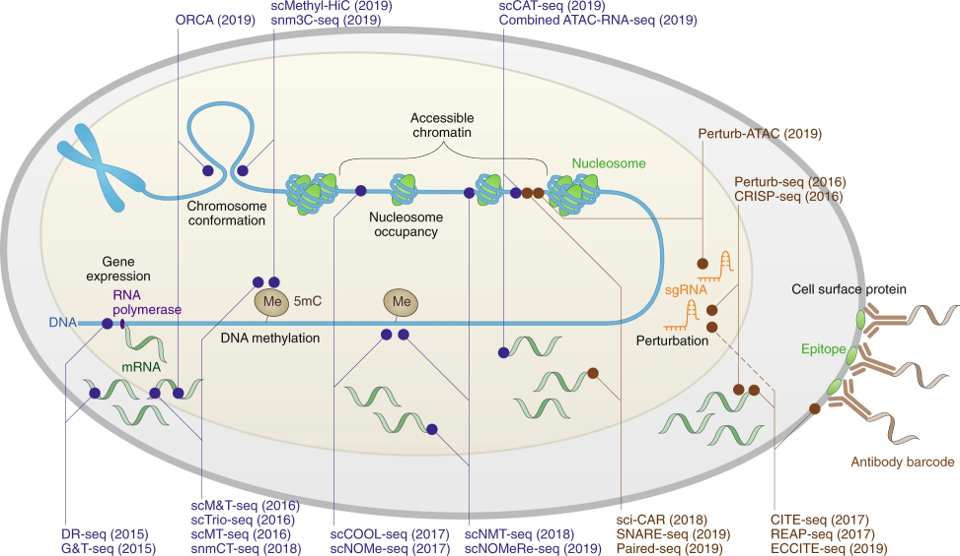 scMethyl-HiC (2019)
ORCA (2019)
snm3C-seq (2019)
scCAT-seq (2019)
Combined ATAC-RNA-seq (2019)
Accessible
chromatin
Perturb-ATAC (2019)
Nucleosome
Perturb-seq (2016)
CRISP-seq (2016)
Chromosome
conformation
Nucleosome
occupancy
Gene
expression
RNA
polymerase
Me
5mC
Me
sgRNA
Cell surface protein
DNA
DNA methylation
Perturbation
Epitope
mRNA
Antibody barcode
scM&T-seq (2016)
scTrio-seq (2016)
DR-seq (2015)
G&T-seq (2015)
scMT-seq (2016)
snmCT-seq (2018)
scCOOL-seq (2017)
scNOMe-seq (2017)
scNMT-seq (2018)
scNOMeRe-seq (2019)
sci-CAR (2018)
SNARE-seq (2019)
Paired-seq (2019)
CITE-seq (2017)
REAP-seq (2017)
ECCITE-seq (2019)